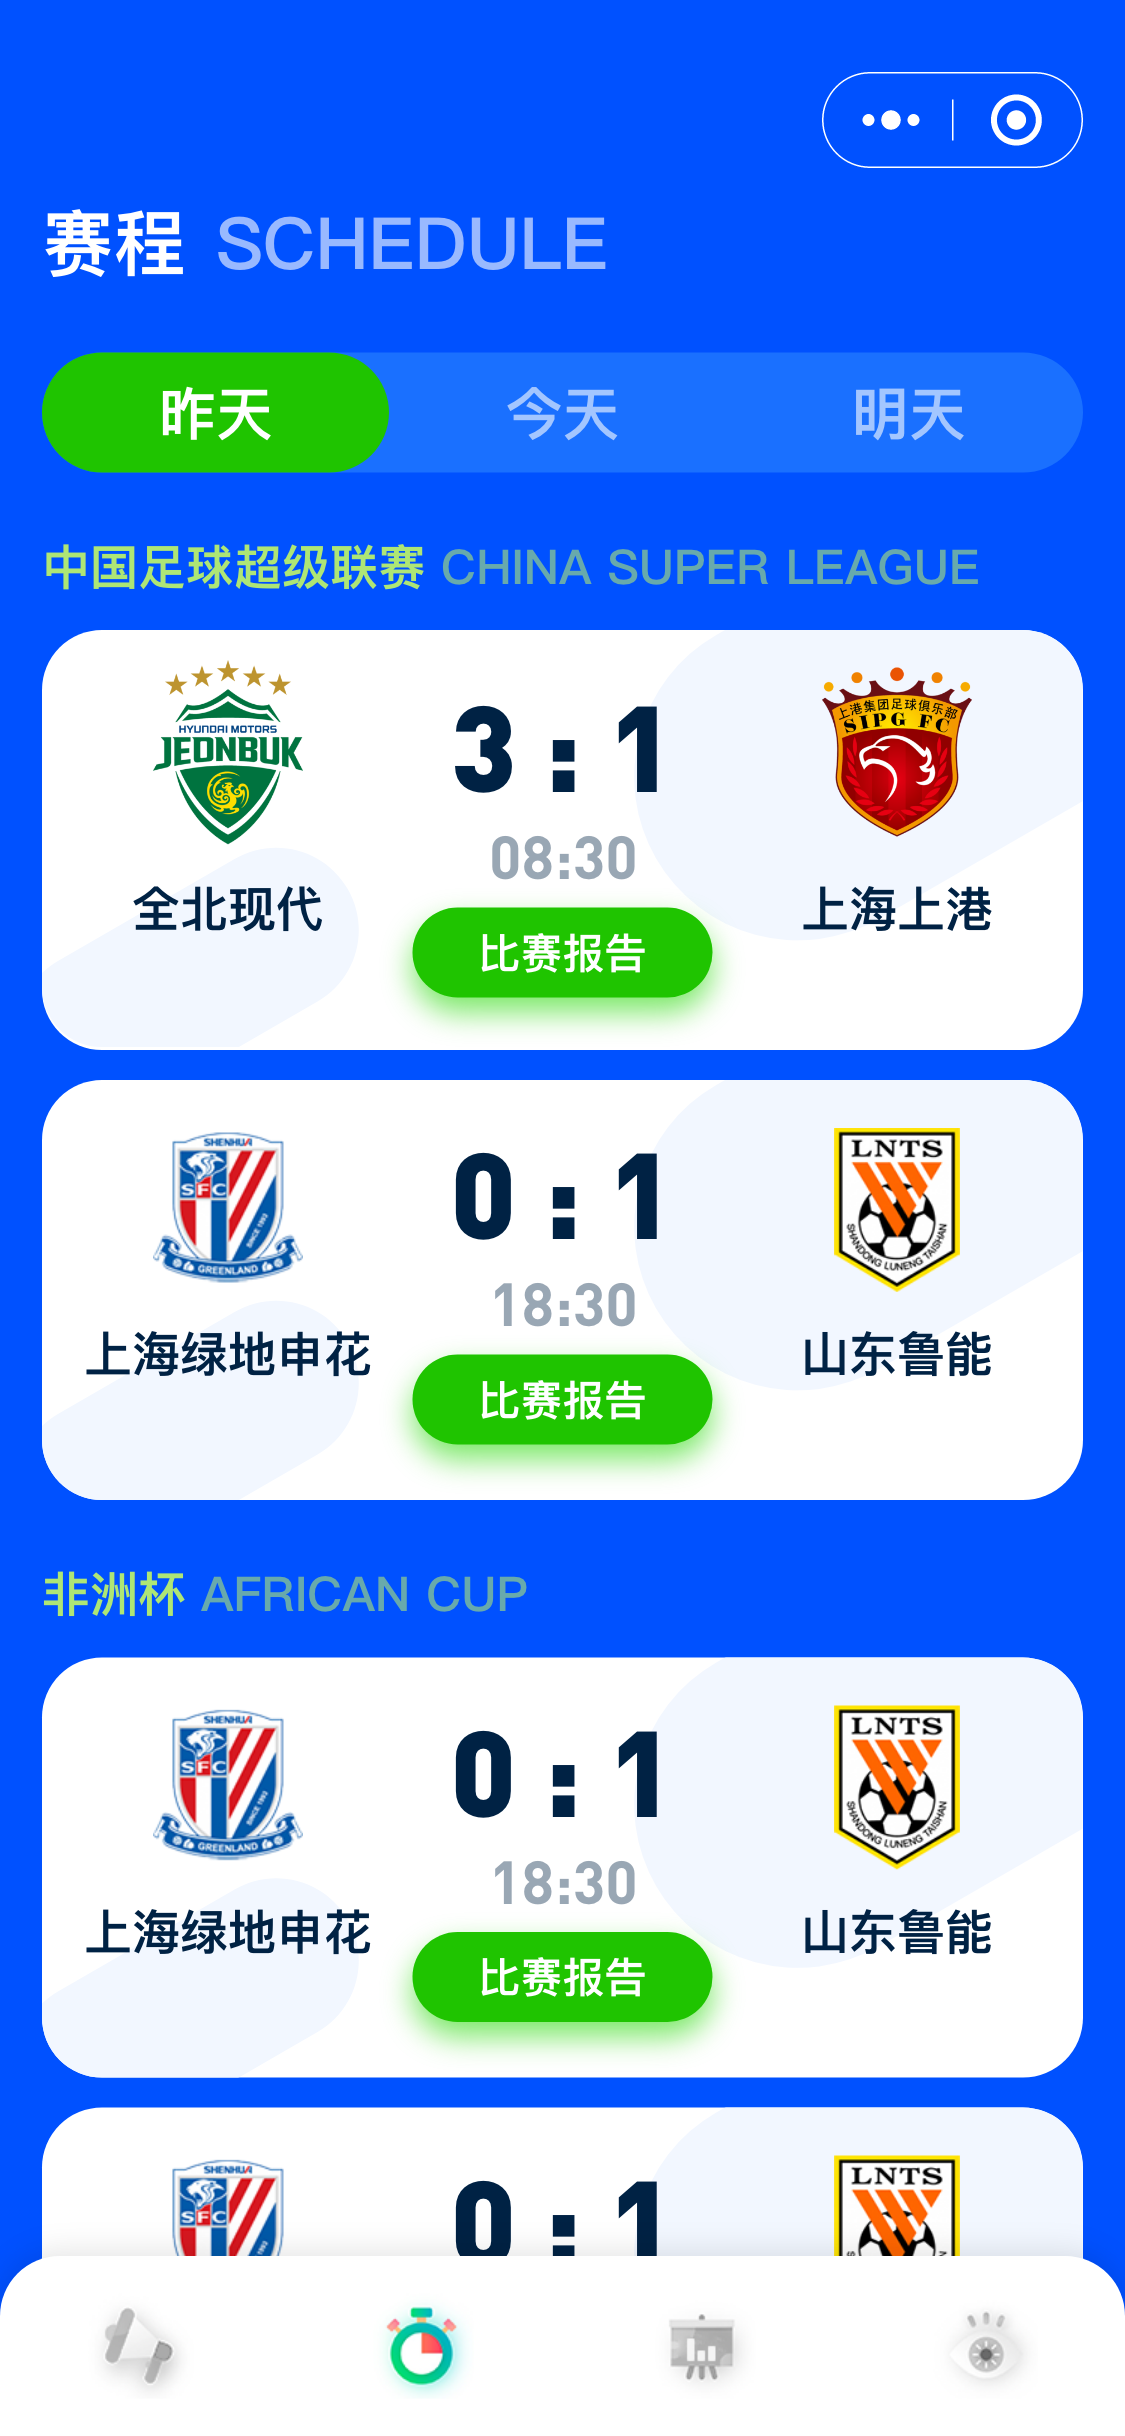 赛程 SCHEDULE
昨天 今天 明天
中国足球超级联赛 CHINA SUPER LEAGUE
HYUNDAI MOTORS
JEONBUK
3 : 1
上港集团足球俱乐部
SIPG FC
08:30
全北现代
上海上港
比赛报告
SHENHUA
SFC
SINCE 1993
GREENLAND
0 : 1
LNTS
SHANDONG LUNENG TAISHAN
18:30
上海绿地申花
山东鲁能
比赛报告
非洲杯 AFRICAN CUP
SHENHUA
SFC
SINCE 1993
GREENLAND
0 : 1
LNTS
SHANDONG LUNENG TAISHAN
18:30
上海绿地申花
山东鲁能
比赛报告
SHENHUA
SFC
0 : 1
LNTS